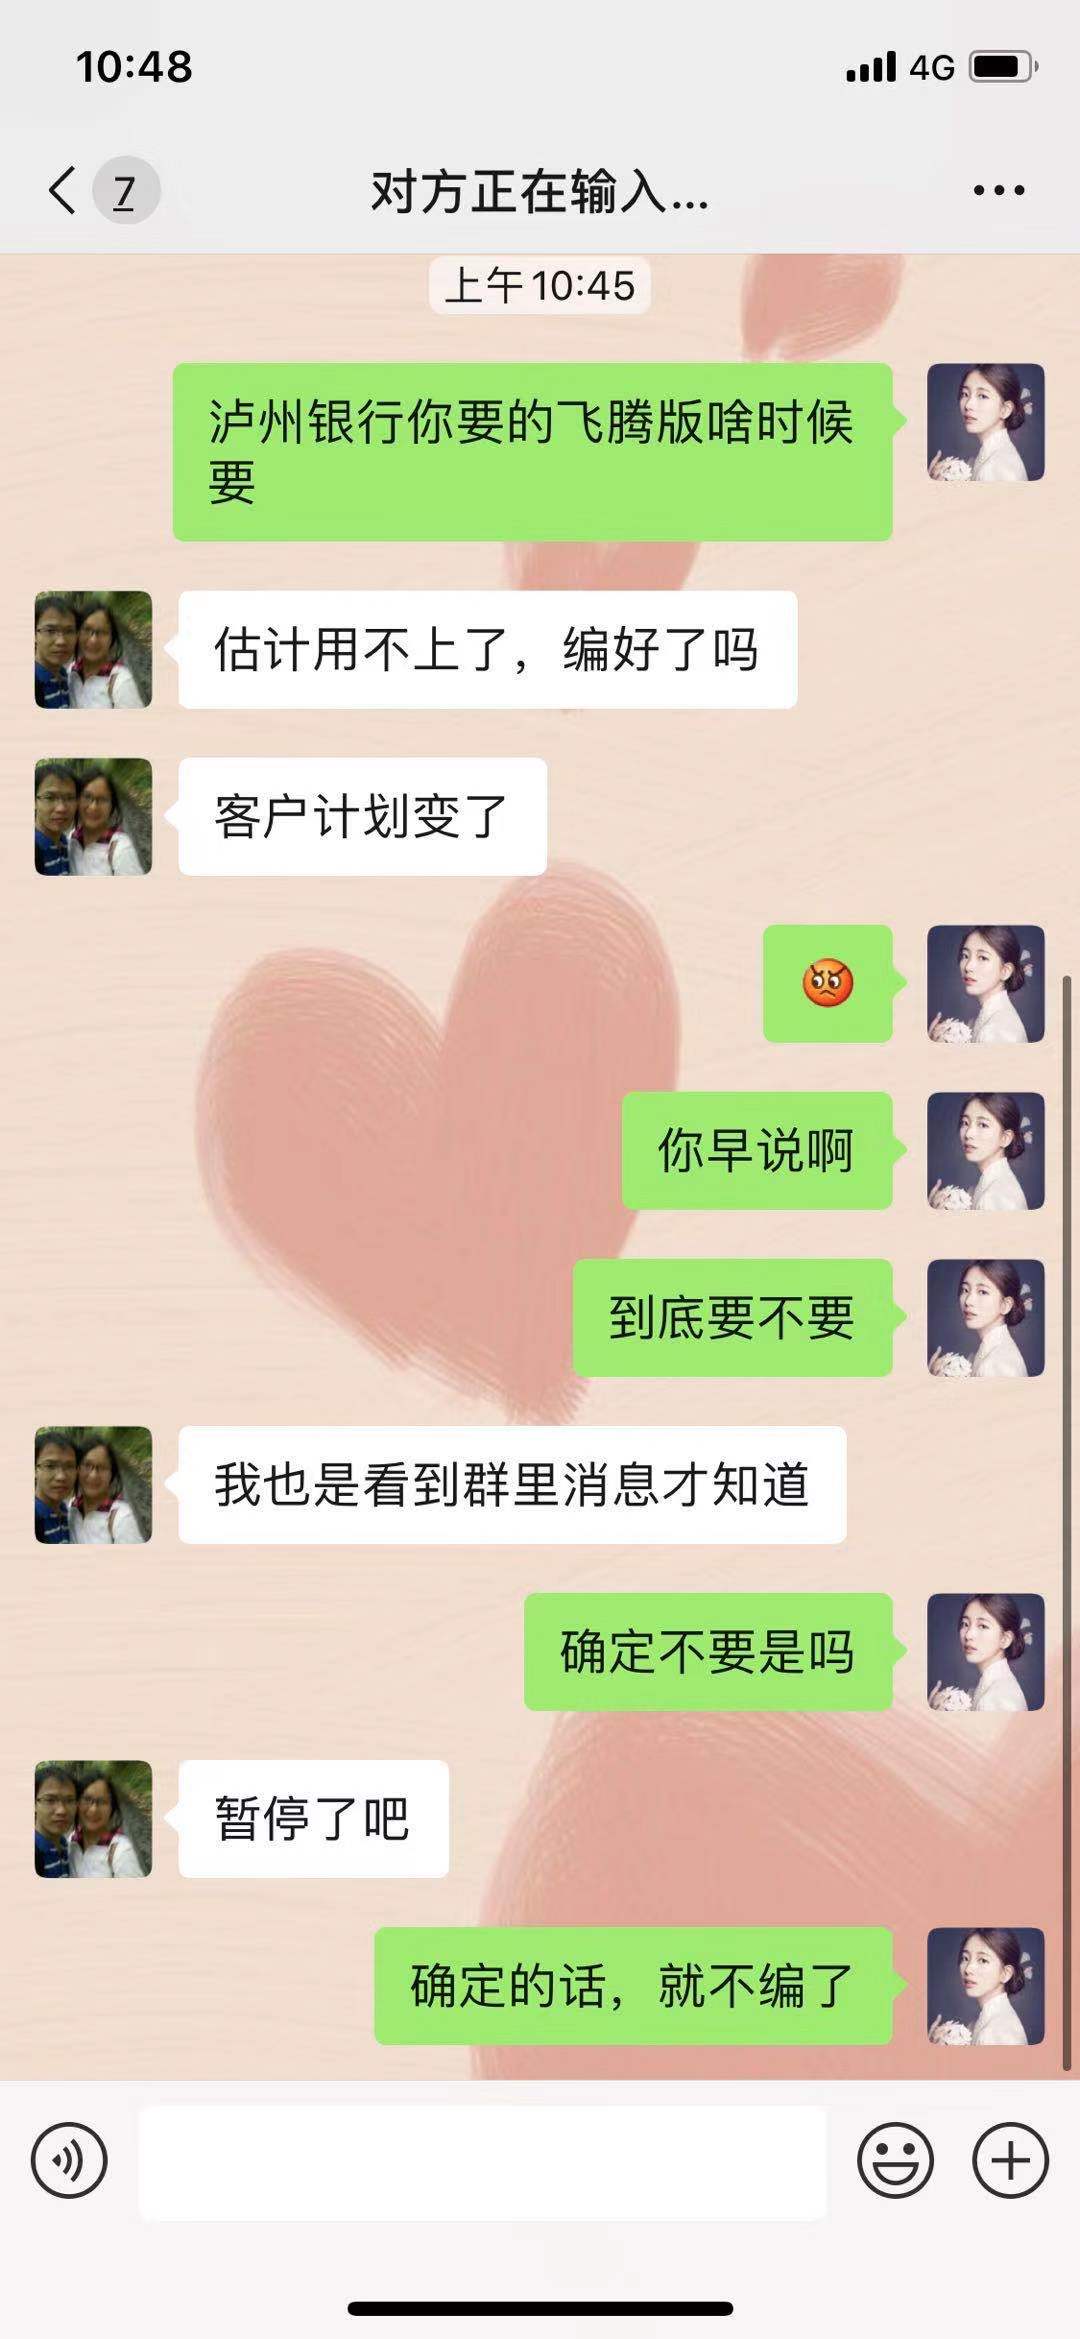 10:48
4G
7
对方正在输入...
上午10:45
泸州银行你要的飞腾版啥时候
要
估计用不上了，编好了吗
客户计划变了
你早说啊
到底要不要
我也是看到群里消息才知道
确定不要是吗
暂停了吧
确定的话，就不编了